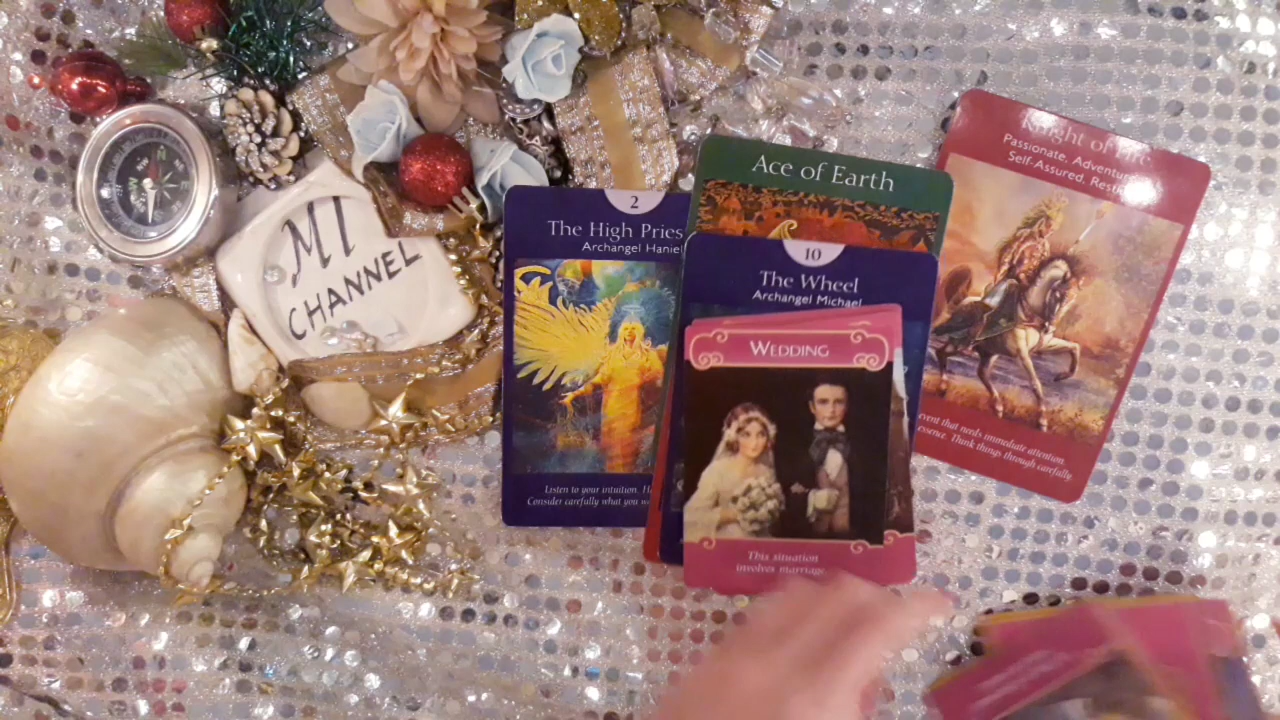 MI
CHANNEL
2
The High Pries
Archangel Haniel
Listen to your intuition. H
Consider carefully what you w
Ace of Earth
10
The Wheel
Archangel Michael
WEDDING
This situation
involves marriage.
Knight of Fire
Passionate, Adventur
Self-Assured, Rest
event that needs immediate attention
essence. Think things through carefully